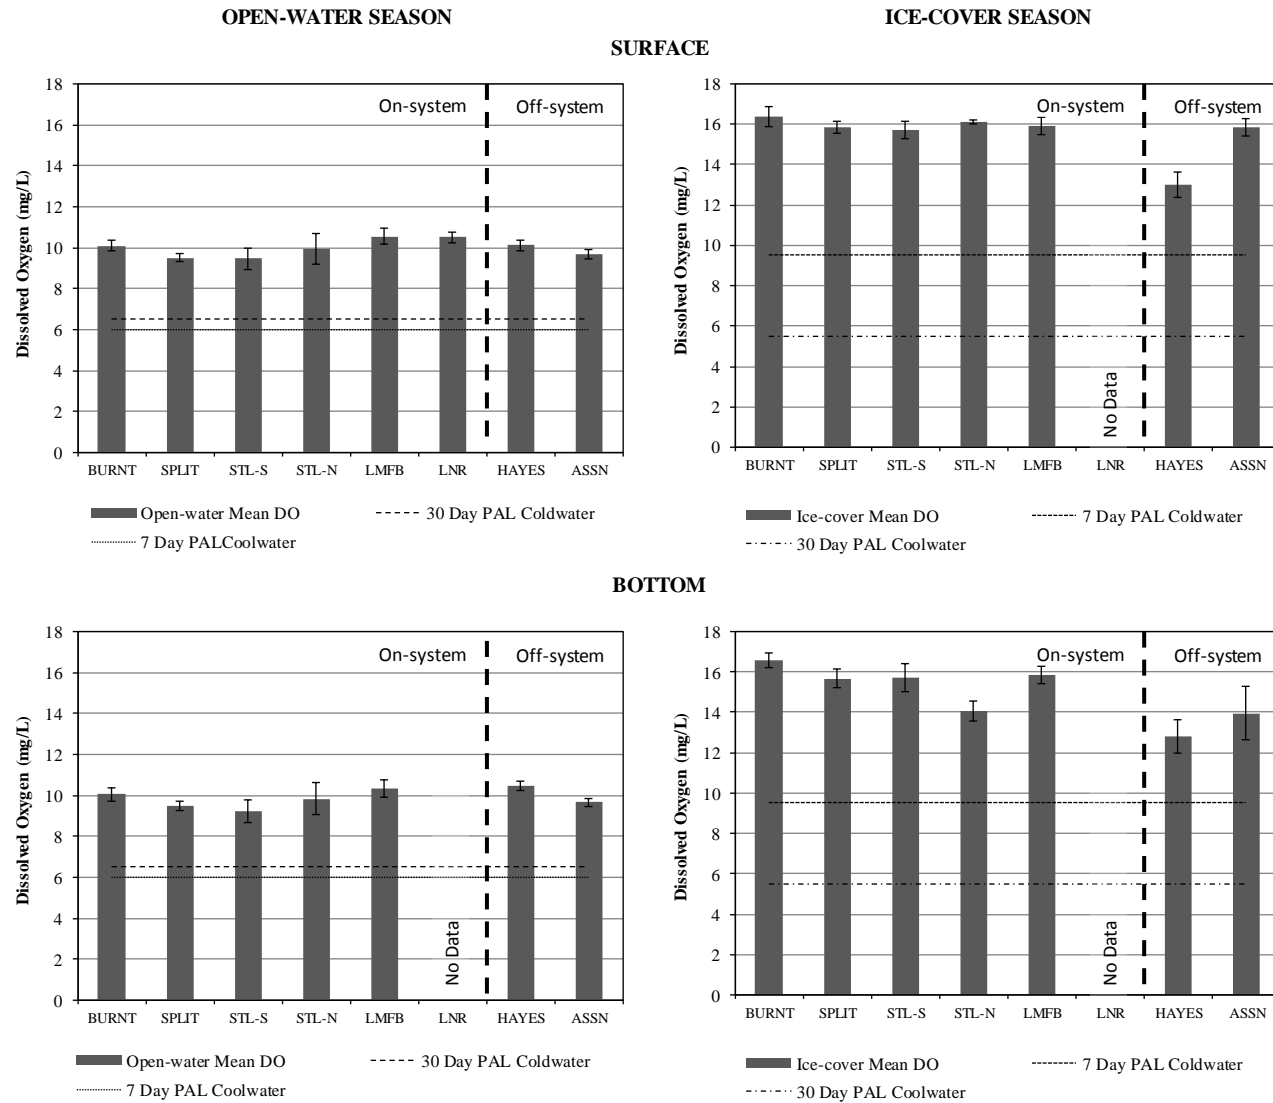 OPEN-WATER SEASON
ICE-COVER SEASON
SURFACE
Dissolved Oxygen (mg/L)
18
16
14
12
10
8
6
4
2
0
On-system
Off-system
BURNT SPLIT STL-S STL-N LMFB LNR HAYES ASSN
Open-water Mean DO
30 Day PAL Coldwater
7 Day PALCoolwater
Dissolved Oxygen (mg/L)
18
16
14
12
10
8
6
4
2
0
On-system
Off-system
No Data
BURNT SPLIT STL-S STL-N LMFB LNR HAYES ASSN
Ice-cover Mean DO
7 Day PAL Coldwater
30 Day PAL Coolwater
BOTTOM
Dissolved Oxygen (mg/L)
18
16
14
12
10
8
6
4
2
0
On-system
Off-system
No Data
BURNT SPLIT STL-S STL-N LMFB LNR HAYES ASSN
Open-water Mean DO
30 Day PAL Coldwater
7 Day PAL Coolwater
Dissolved Oxygen (mg/L)
18
16
14
12
10
8
6
4
2
0
On-system
Off-system
No Data
BURNT SPLIT STL-S STL-N LMFB LNR HAYES ASSN
Ice-cover Mean DO
7 Day PAL Coldwater
30 Day PAL Coolwater